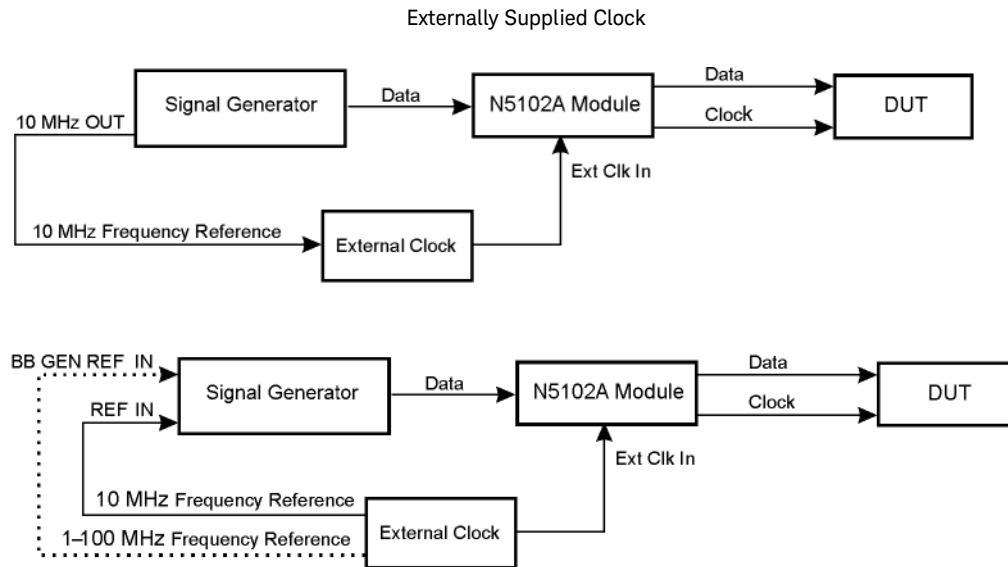 Externally Supplied Clock
Signal Generator
Data
N5102A Module
Data
Clock
DUT
10 MHz OUT
Ext Clk In
10 MHz Frequency Reference
External Clock
BB GEN REF IN
REF IN
Signal Generator
Data
N5102A Module
Data
Clock
DUT
Ext Clk In
10 MHz Frequency Reference
1–100 MHz Frequency Reference
External Clock